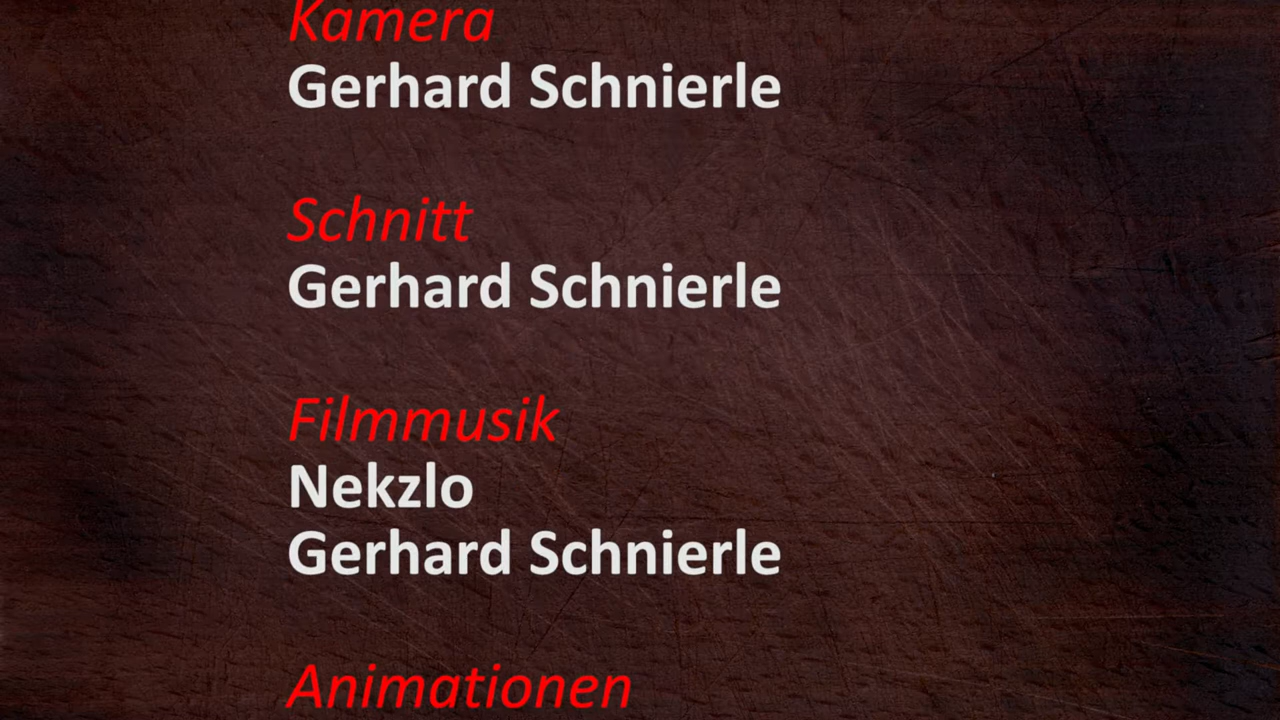 Kamera
Gerhard Schnierle
Schnitt
Gerhard Schnierle
Filmmusik
Nekzlo
Gerhard Schnierle
Animationen